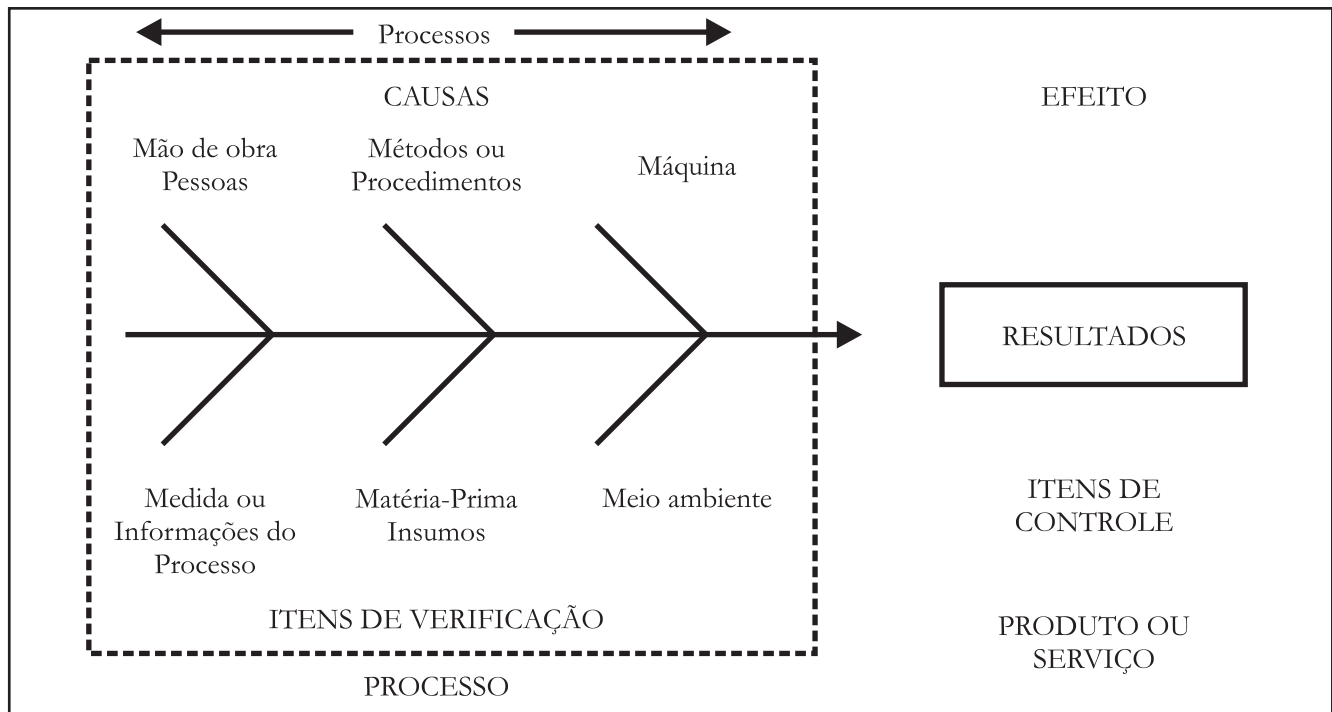 Processos
CAUSAS
EFEITO
Mão de obra
Pessoas
Métodos ou
Procedimentos
Máquina
RESULTADOS
Medida ou
Informações do
Processo
Matéria-Prima
Insumos
Meio ambiente
ITENS DE
CONTROLE
ITENS DE VERIFICAÇÃO
PRODUTO OU
SERVIÇO
PROCESSO